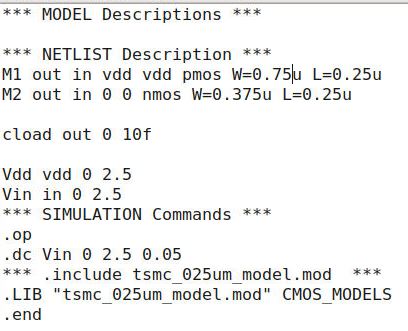 *** MODEL Descriptions ***
*** NETLIST Description ***
M1 out in vdd vdd pmos W=0.75u L=0.25u
M2 out in 0 0 nmos W=0.375u L=0.25u
cload out 0 10f
Vdd vdd 0 2.5
Vin in 0 2.5
*** SIMULATION Commands ***
.op
.dc Vin 0 2.5 0.05
*** .include tsmc_025um_model.mod  ***
.LIB "tsmc_025um_model.mod" CMOS_MODELS
.end